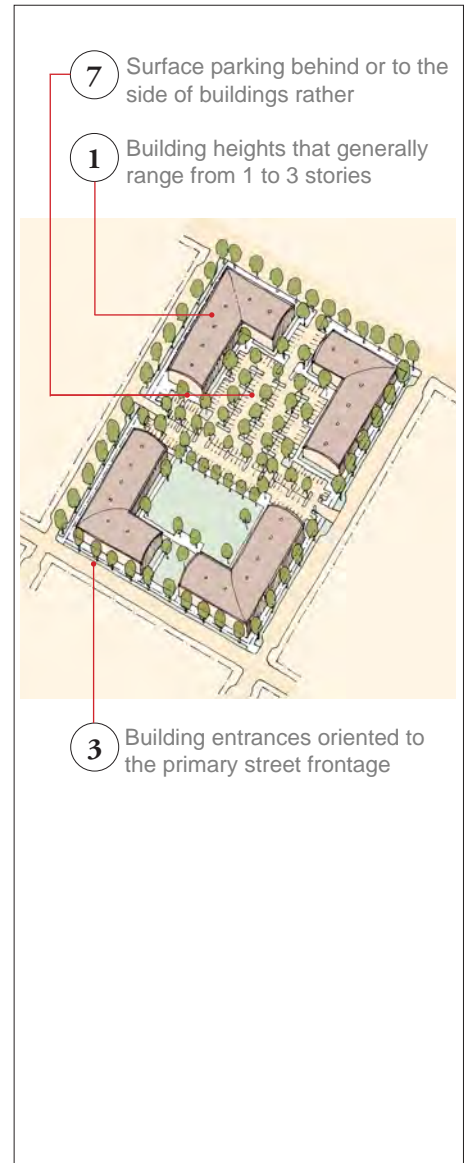 7
Surface parking behind or to the
side of buildings rather
1
Building heights that generally
range from 1 to 3 stories
3
Building entrances oriented to
the primary street frontage